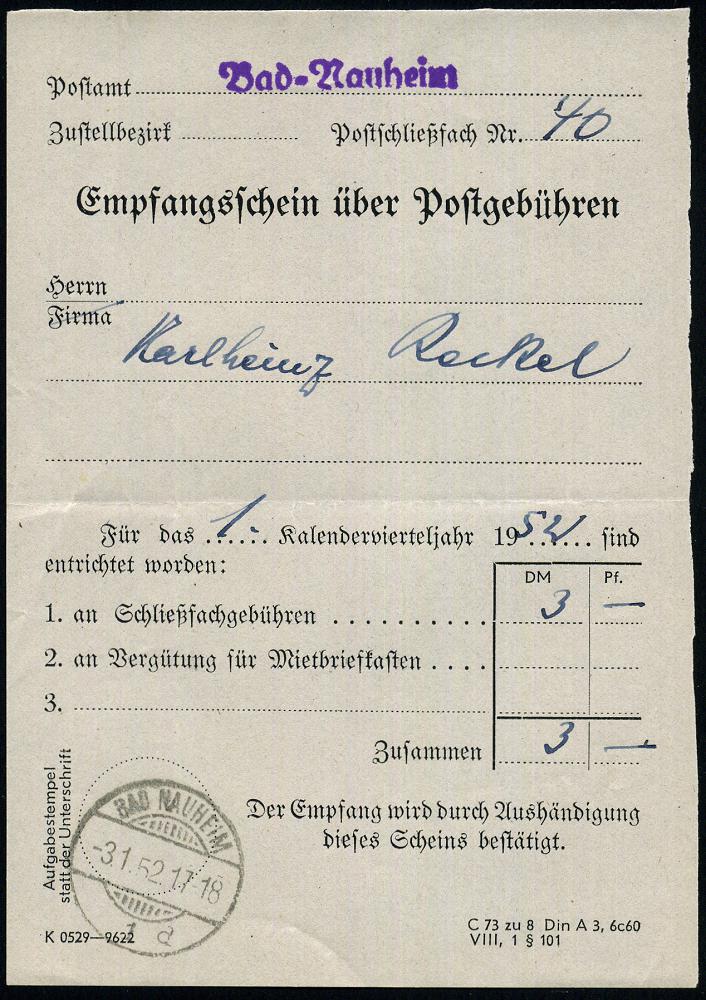 Postamt Bad-Nauheim
Zustellbezirk Postschließfach Nr. 40
Empfangsschein über Postgebühren
Herrn
Firma
Karlheinz Reckel
Für das 1. Kalendervierteljahr 1952 sind
entrichtet worden:
DM Pf.
1. an Schließfachgebühren 3 —
2. an Vergütung für Mietbriefkasten
3.
Zusammen 3 —
Der Empfang wird durch Aushändigung
dieses Scheins bestätigt.
Aufgabestempel
statt der Unterschrift
BAD NAUHEIM
-3.1.52.17-18
1 d
K 0529—9622
C 73 zu 8 Din A 3, 6c60
VIII, 1 § 101